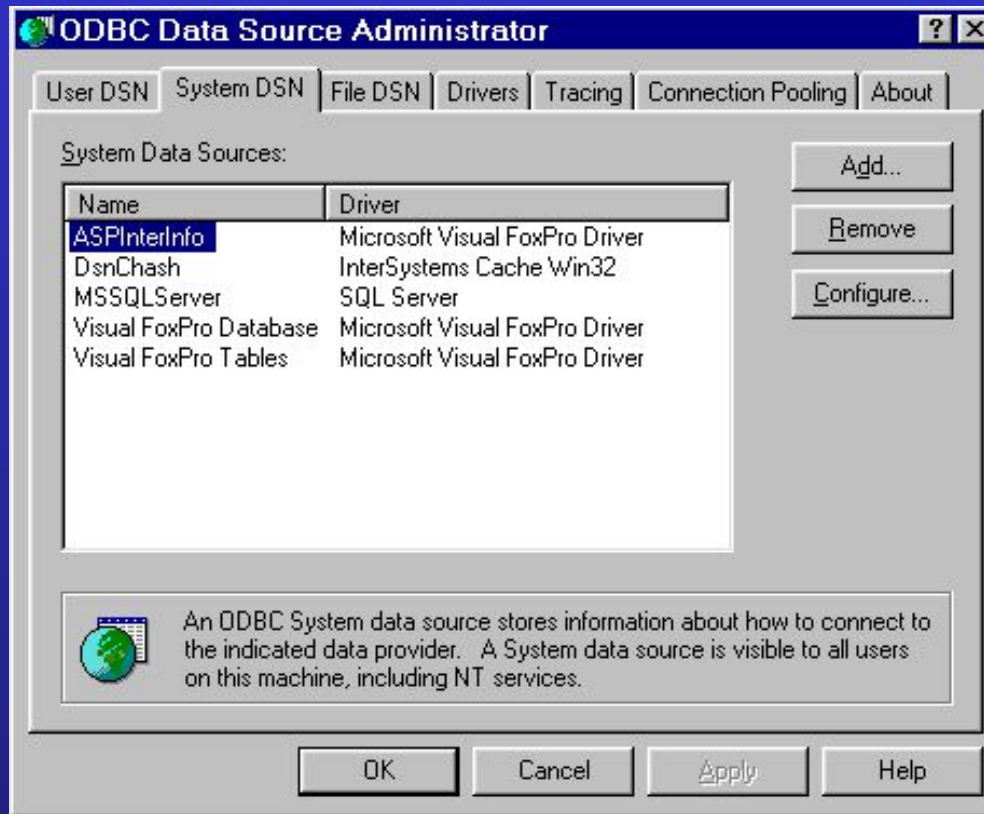 ODBC Data Source Administrator
User DSN System DSN File DSN Drivers Tracing Connection Pooling About
System Data Sources:
Name Driver
ASPInterInfo Microsoft Visual FoxPro Driver
DsnChash InterSystems Cache Win32
MSSQLServer SQL Server
Visual FoxPro Database Microsoft Visual FoxPro Driver
Visual FoxPro Tables Microsoft Visual FoxPro Driver
Add...
Remove
Configure...
An ODBC System data source stores information about how to connect to
the indicated data provider. A System data source is visible to all users
on this machine, including NT services.
OK Cancel Apply Help